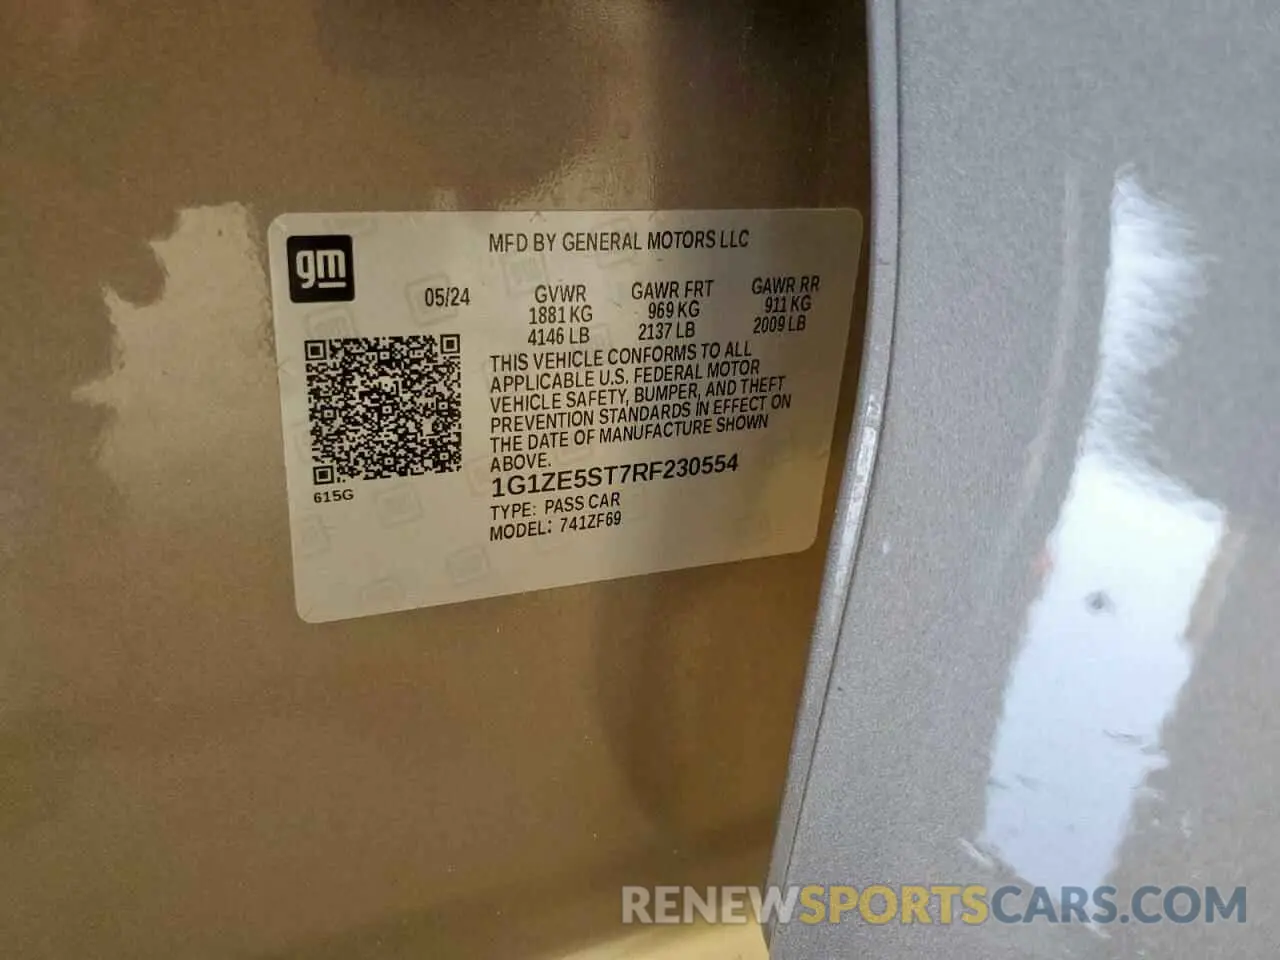 gm
MFD BY GENERAL MOTORS LLC
05/24
GVWR GAWR FRT GAWR RR
1881 KG 969 KG 911 KG
4146 LB 2137 LB 2009 LB
THIS VEHICLE CONFORMS TO ALL
APPLICABLE U.S. FEDERAL MOTOR
VEHICLE SAFETY, BUMPER, AND THEFT
PREVENTION STANDARDS IN EFFECT ON
THE DATE OF MANUFACTURE SHOWN
ABOVE.
1G1ZE5ST7RF230554
TYPE: PASS CAR
MODEL: 741ZF69
615G
RENEWSPORTSCARS.COM